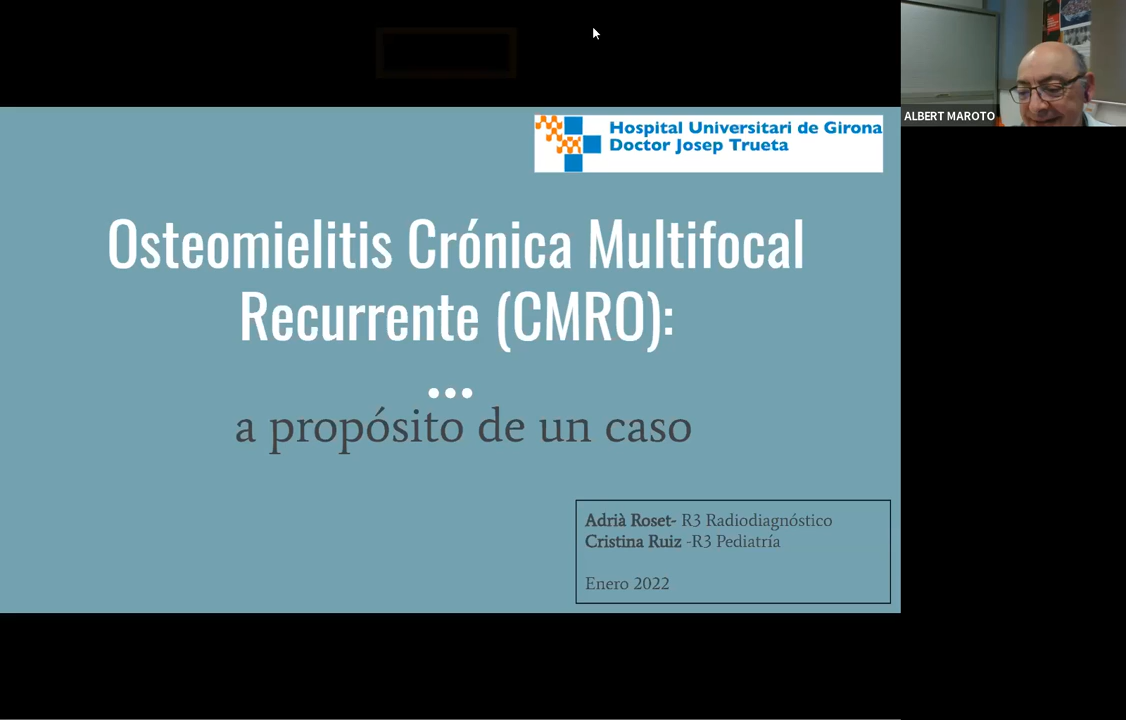 Hospital Universitari de Girona
Doctor Josep Trueta
ALBERT MAROTO
Osteomielitis Crónica Multifocal
Recurrente (CMRO):
...
a propósito de un caso
Adrià Roset- R3 Radiodiagnóstico
Cristina Ruiz -R3 Pediatría
Enero 2022